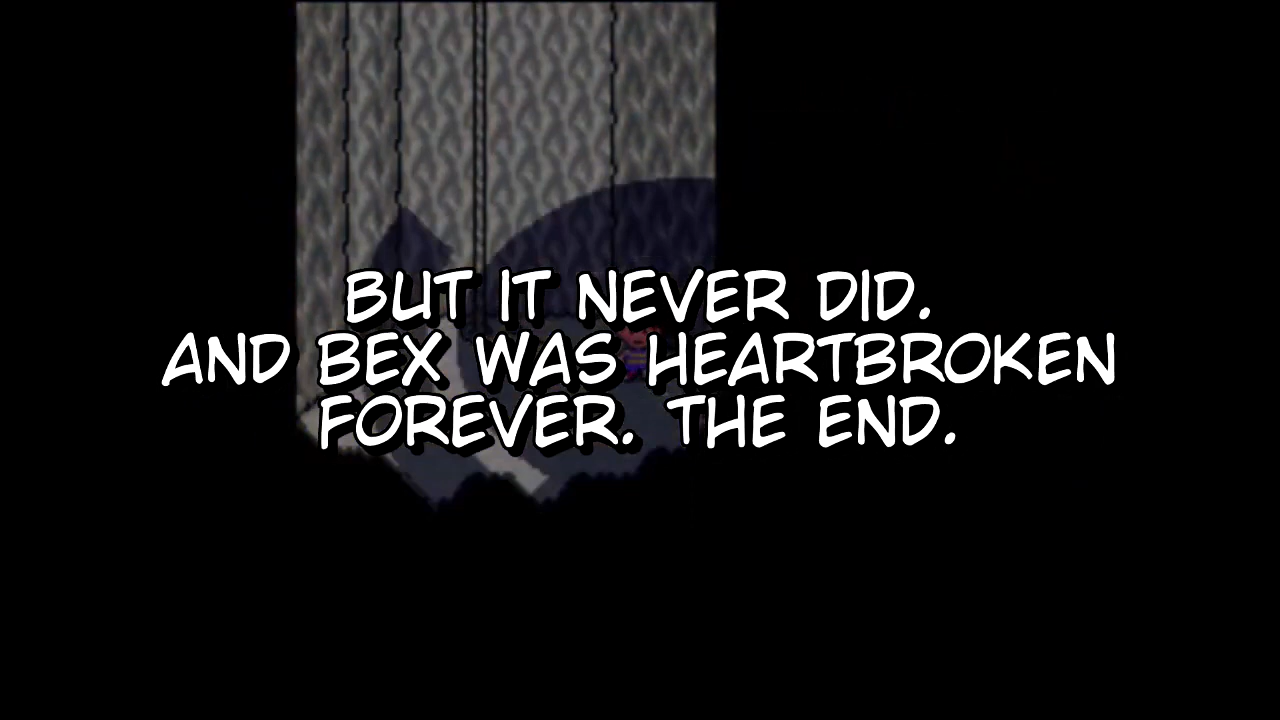 BUT IT NEVER DID.
AND BEX WAS HEARTBROKEN
FOREVER. THE END.